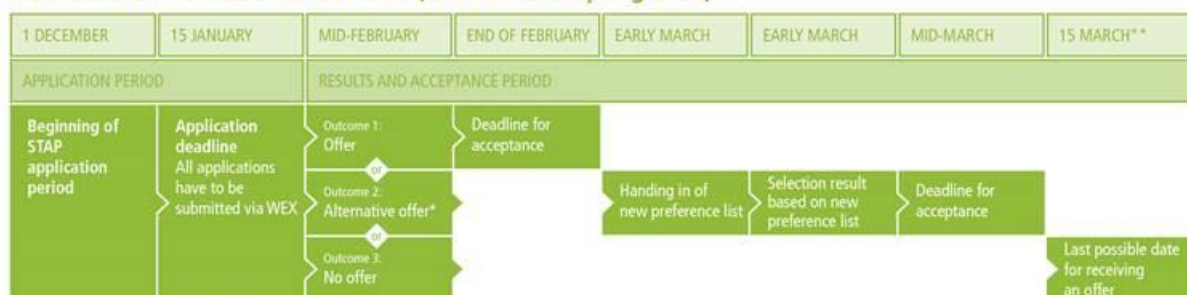 1 DECEMBER
15 JANUARY
MID-FEBRUARY
END OF FEBRUARY
EARLY MARCH
EARLY MARCH
MID-MARCH
15 MARCH**
APPLICATION PERIOD
RESULTS AND ACCEPTANCE PERIOD
Beginning of
STAP
application
period
Application
deadline
All applications
have to be
submitted via WEX
Outcome 1:
Offer
or
Outcome 2:
Alternative offer*
or
Outcome 3:
No offer
Deadline for
acceptance
Handing in of
new preference list
Selection result
based on new
preference list
Deadline for
acceptance
Last possible date
for receiving
an offer